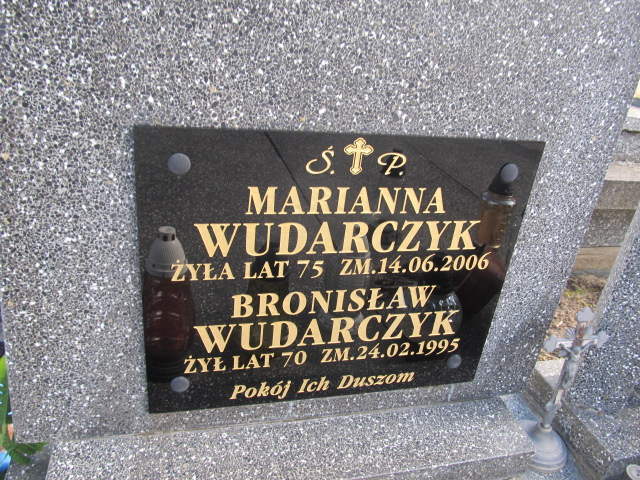 Ś. P.
MARIANNA
WUDARCZYK
ŻYŁA LAT 75 ZM.14.06.2006
BRONISŁAW
WUDARCZYK
ŻYŁ LAT 70 ZM.24.02.1995
Pokój Ich Duszom